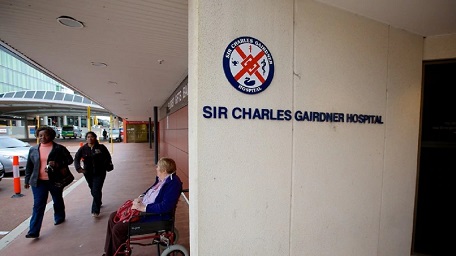 SIR CHARLES GAIRDNER
HOSPITAL
SIR CHARLES GAIRDNER HOSPITAL